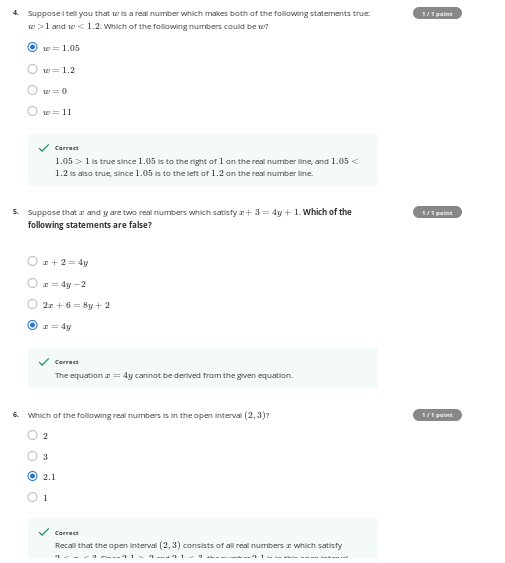 4. Suppose I tell you that w is a real number which makes both of the following statements true: 1 / 1 point
w > 1 and w < 1.2. Which of the following numbers could be w?
w = 1.05
w = 1.2
w = 0
w = 11
Correct
1.05 > 1 is true since 1.05 is to the right of 1 on the real number line, and 1.05 <
1.2 is also true, since 1.05 is to the left of 1.2 on the real number line.
5. Suppose that x and y are two real numbers which satisfy x + 3 = 4y + 1. Which of the 1 / 1 point
following statements are false?
x + 2 = 4y
x = 4y − 2
2x + 6 = 8y + 2
x = 4y
Correct
The equation x = 4y cannot be derived from the given equation.
6. Which of the following real numbers is in the open interval (2, 3)? 1 / 1 point
2
3
2.1
1
Correct
Recall that the open interval (2, 3) consists of all real numbers x which satisfy